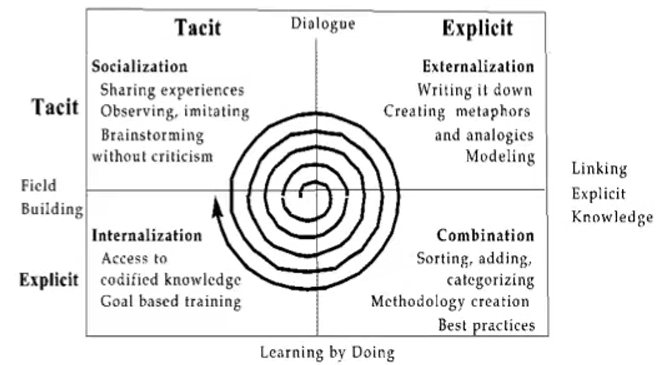 Tacit
Dialogue
Explicit
Tacit
Socialization
Sharing experiences
Observing, imitating
Brainstorming
without criticism
Externalization
Writing it down
Creating metaphors
and analogies
Modeling
Field
Building
Linking
Explicit
Knowledge
Explicit
Internalization
Access to
codified knowledge
Goal based training
Combination
Sorting, adding,
categorizing
Methodology creation
Best practices
Learning by Doing